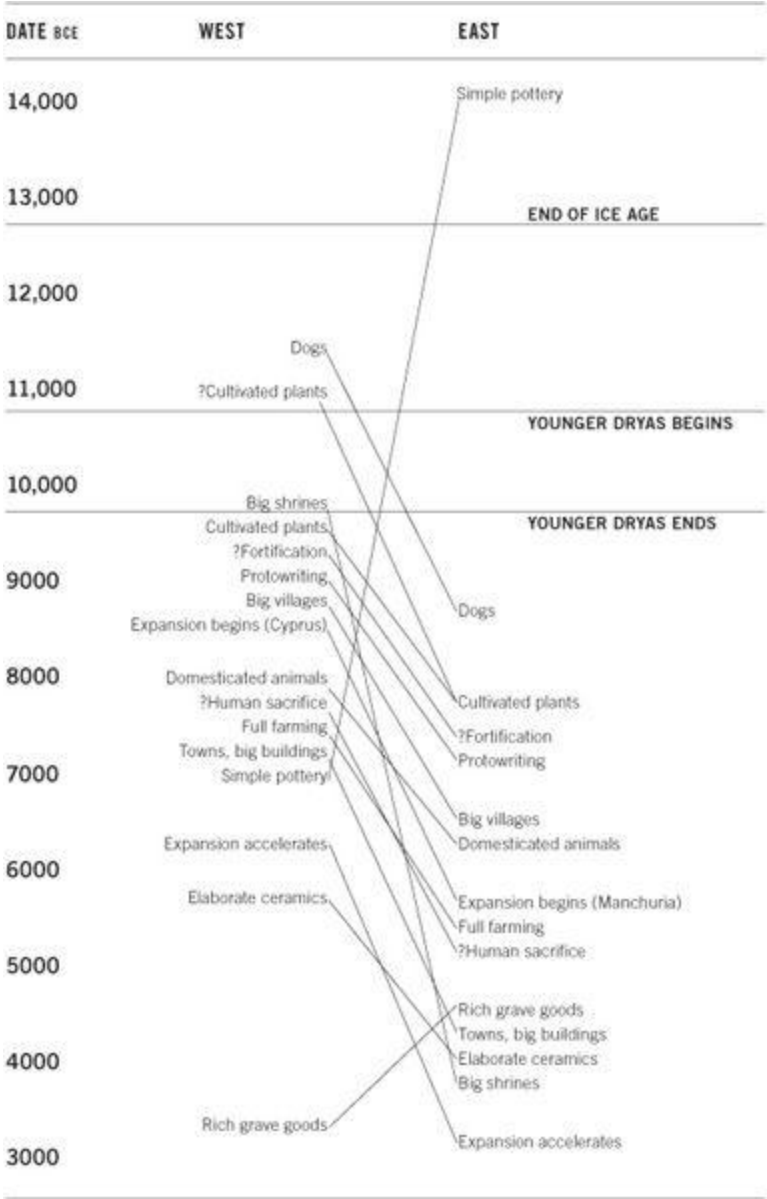 DATE BCE WEST EAST
14,000 Simple pottery
13,000
END OF ICE AGE
12,000
Dogs
11,000 ?Cultivated plants
YOUNGER DRYAS BEGINS
10,000
Big shrines
YOUNGER DRYAS ENDS
Cultivated plants
?Fortification
9000 Protowriting
Big villages
Dogs
Expansion begins (Cyprus)
8000 Domesticated animals
?Human sacrifice Cultivated plants
Full farming
?Fortification
Towns, big buildings
Protowriting
7000 Simple pottery
Big villages
Expansion accelerates Domesticated animals
6000
Elaborate ceramics Expansion begins (Manchuria)
Full farming
?Human sacrifice
5000
Rich grave goods
Towns, big buildings
4000 Elaborate ceramics
Big shrines
Rich grave goods
Expansion accelerates
3000